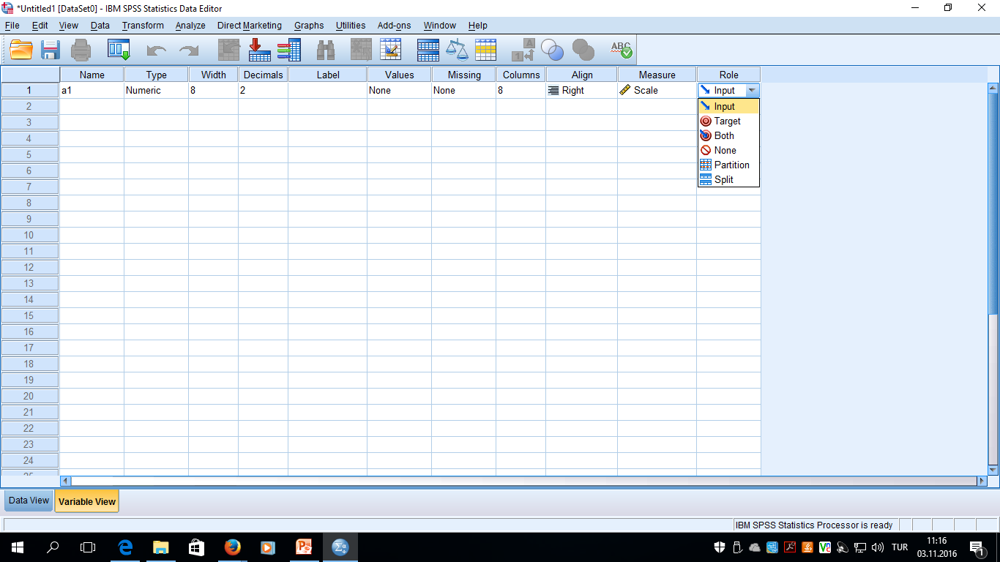 *Untitled1 [DataSet0] - IBM SPSS Statistics Data Editor
File Edit View Data Transform Analyze Direct Marketing Graphs Utilities Add-ons Window Help
Name Type Width Decimals Label Values Missing Columns Align Measure Role
1 a1 Numeric 8 2 None None 8 Right Scale Input
2 Input
3 Target
4 Both
5 None
6 Partition
7 Split
8
9
10
11
12
13
14
15
16
17
18
19
20
21
22
23
24
Data View Variable View
IBM SPSS Statistics Processor is ready
TUR 11:16
03.11.2016